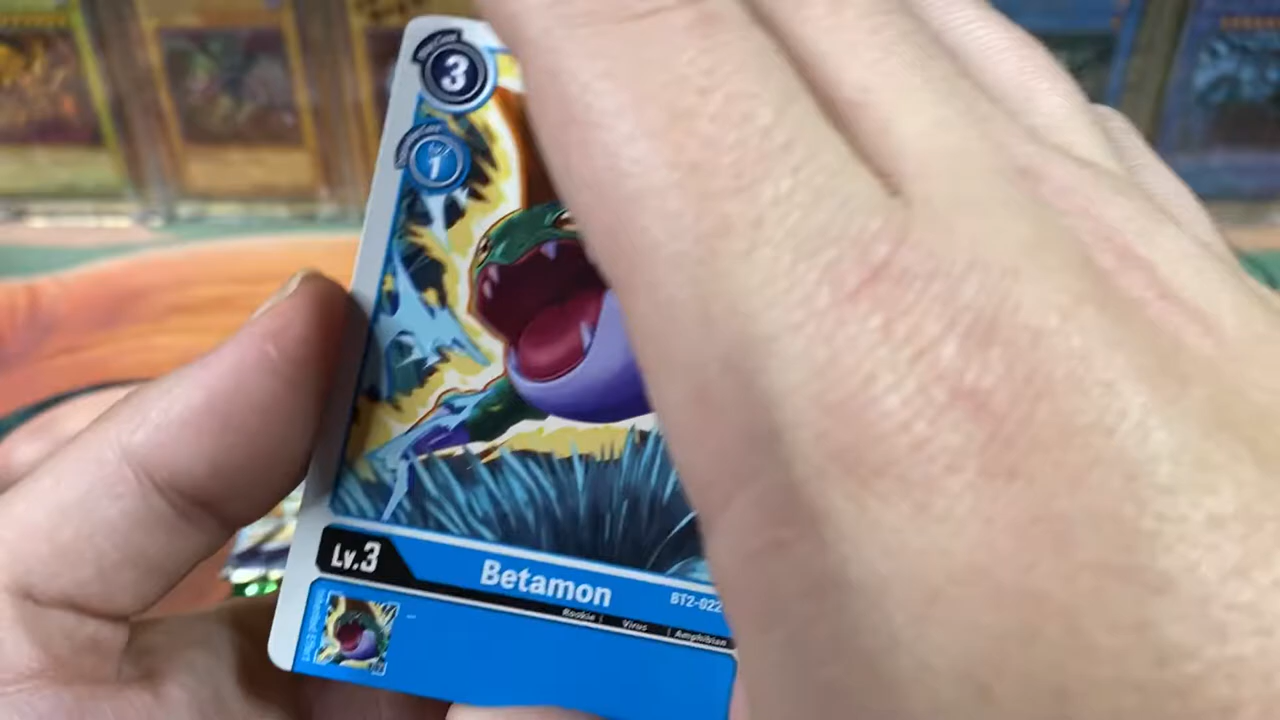 3
1
Lv.3
Betamon
BT2-022
Rookie | Virus | Amphibian